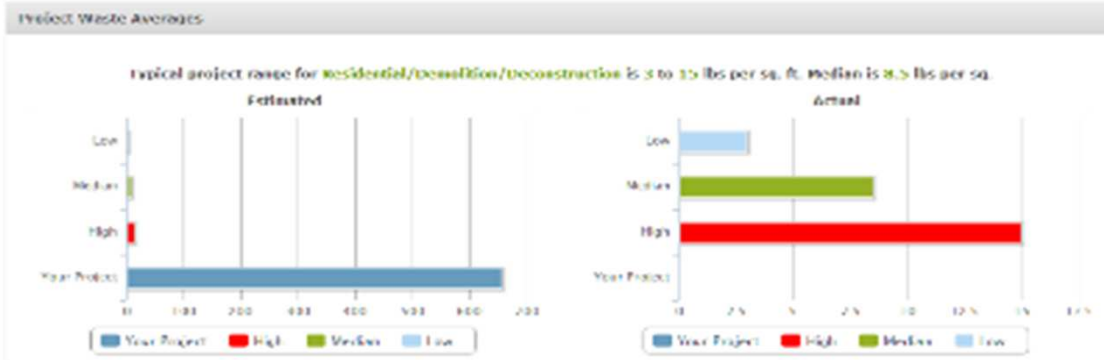 Project Waste Averages
Typical project range for Residential/Demolition/Deconstruction is 3 to 15 lbs per sq. ft. Median is 8.5 lbs per sq.
Estimated
Low
Median
High
Your Project
0 100 200 300 400 500 600 700
Your Project High Median Low
Actual
Low
Median
High
Your Project
0 2.5 5 7.5 10 12.5 15 17.5
Your Project High Median Low